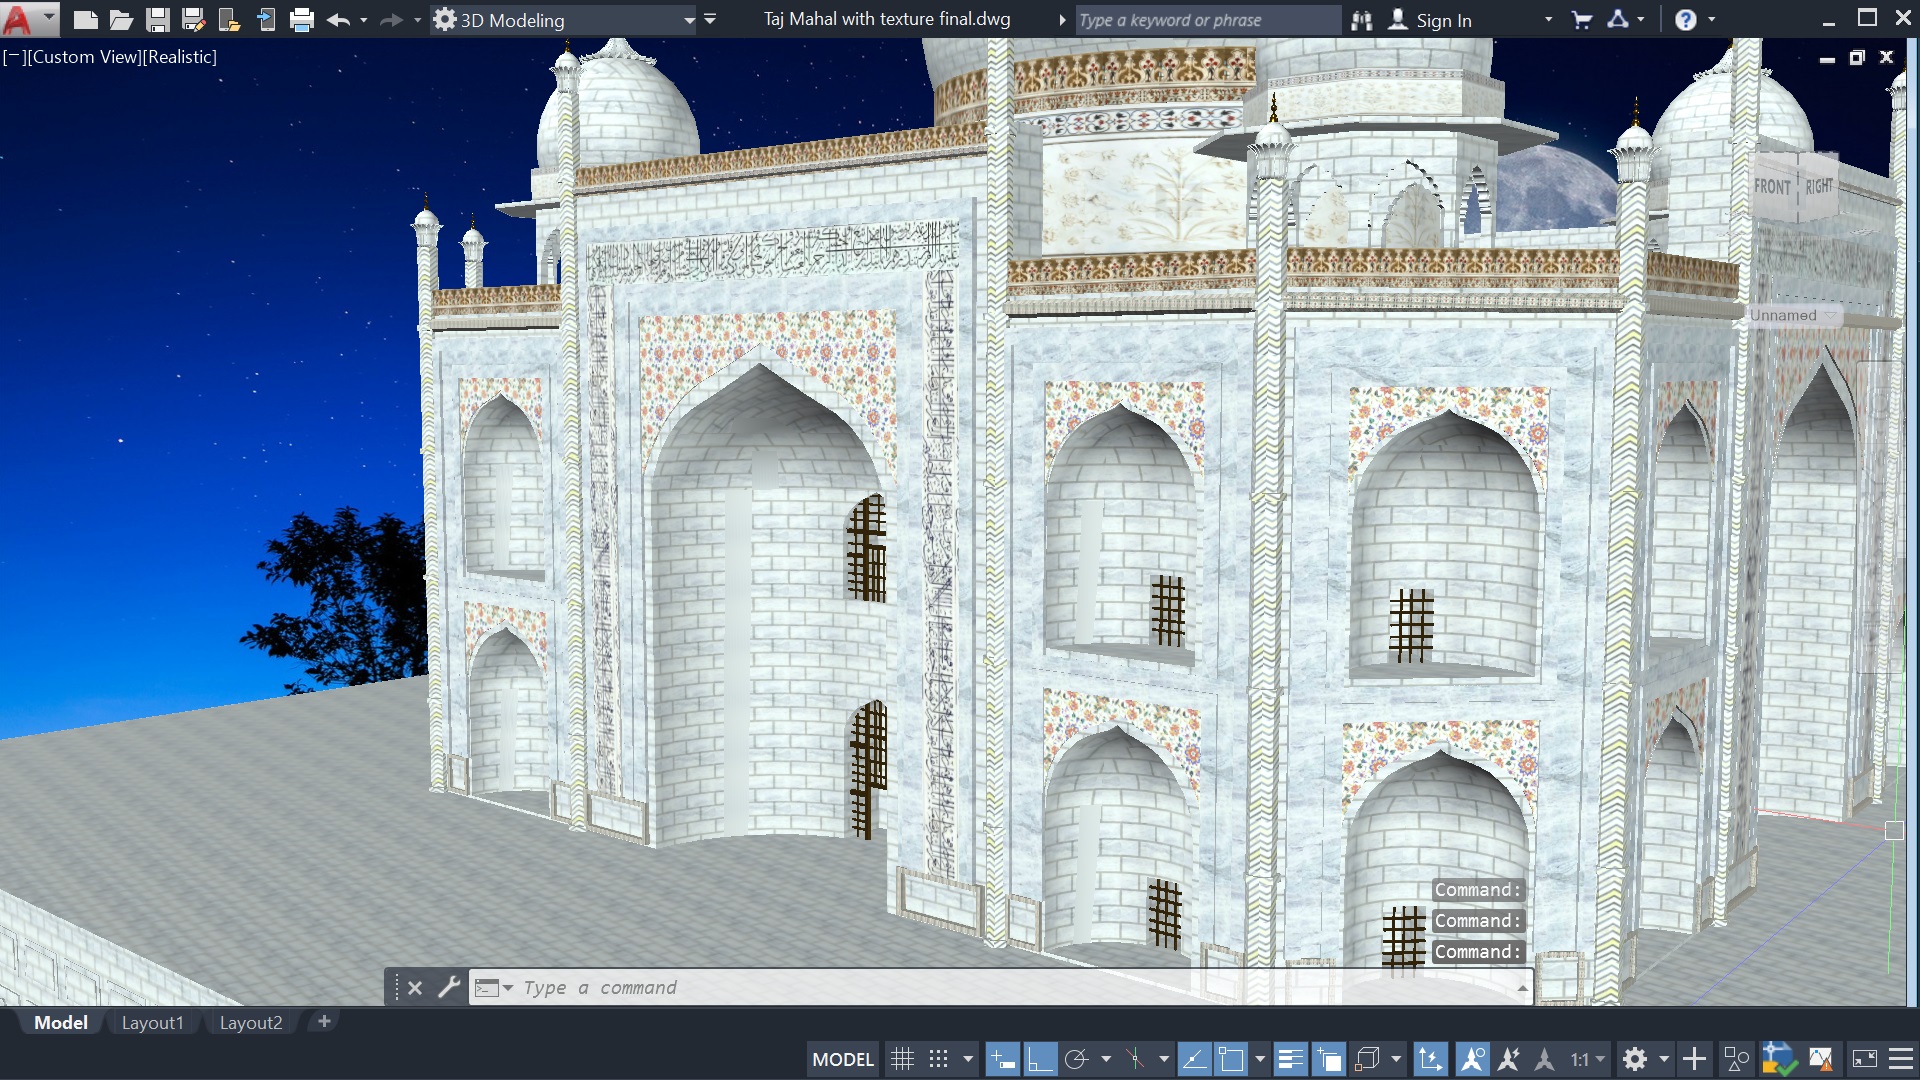 3D Modeling
Taj Mahal with texture final.dwg
Type a keyword or phrase
Sign In
[−][Custom View][Realistic]
FRONT
RIGHT
Unnamed
Command:
Command:
Command:
Type a command
Model
Layout1
Layout2
MODEL
1:1